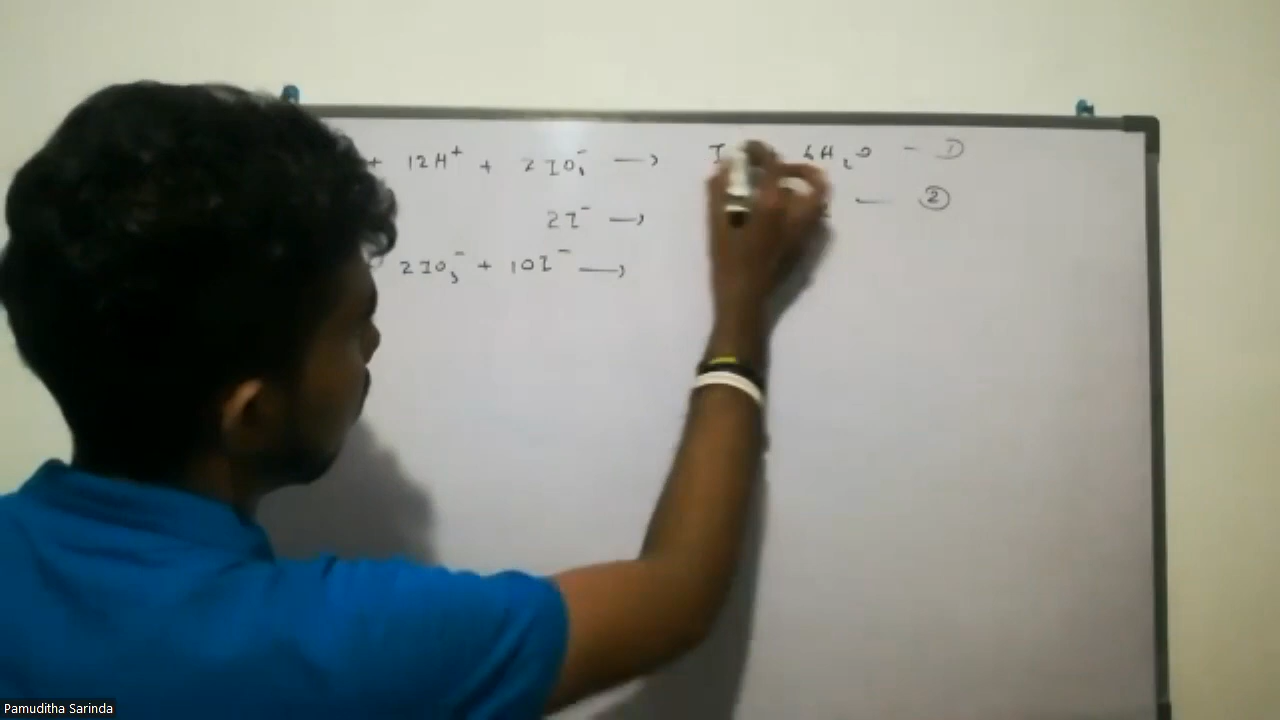 + 12H⁺ + 2IO₃⁻ → I 6H₂O - ①
2I⁻ → — ②
2IO₃⁻ + 10I⁻ →
Pamuditha Sarinda